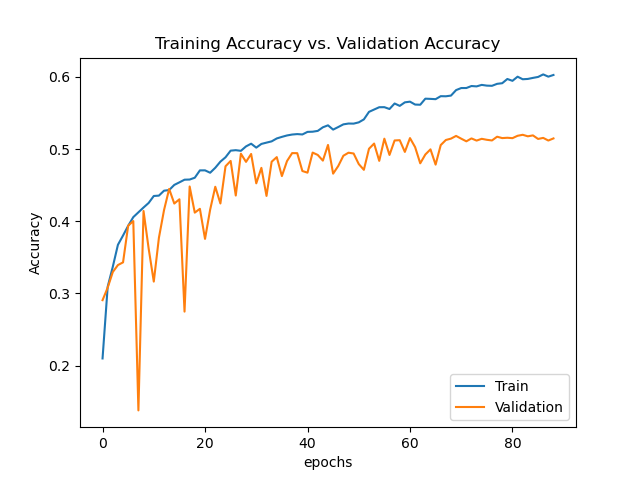 Training Accuracy vs. Validation Accuracy
0.6
0.5
0.4
0.3
0.2
Accuracy
0 20 40 60 80
epochs
Train
Validation